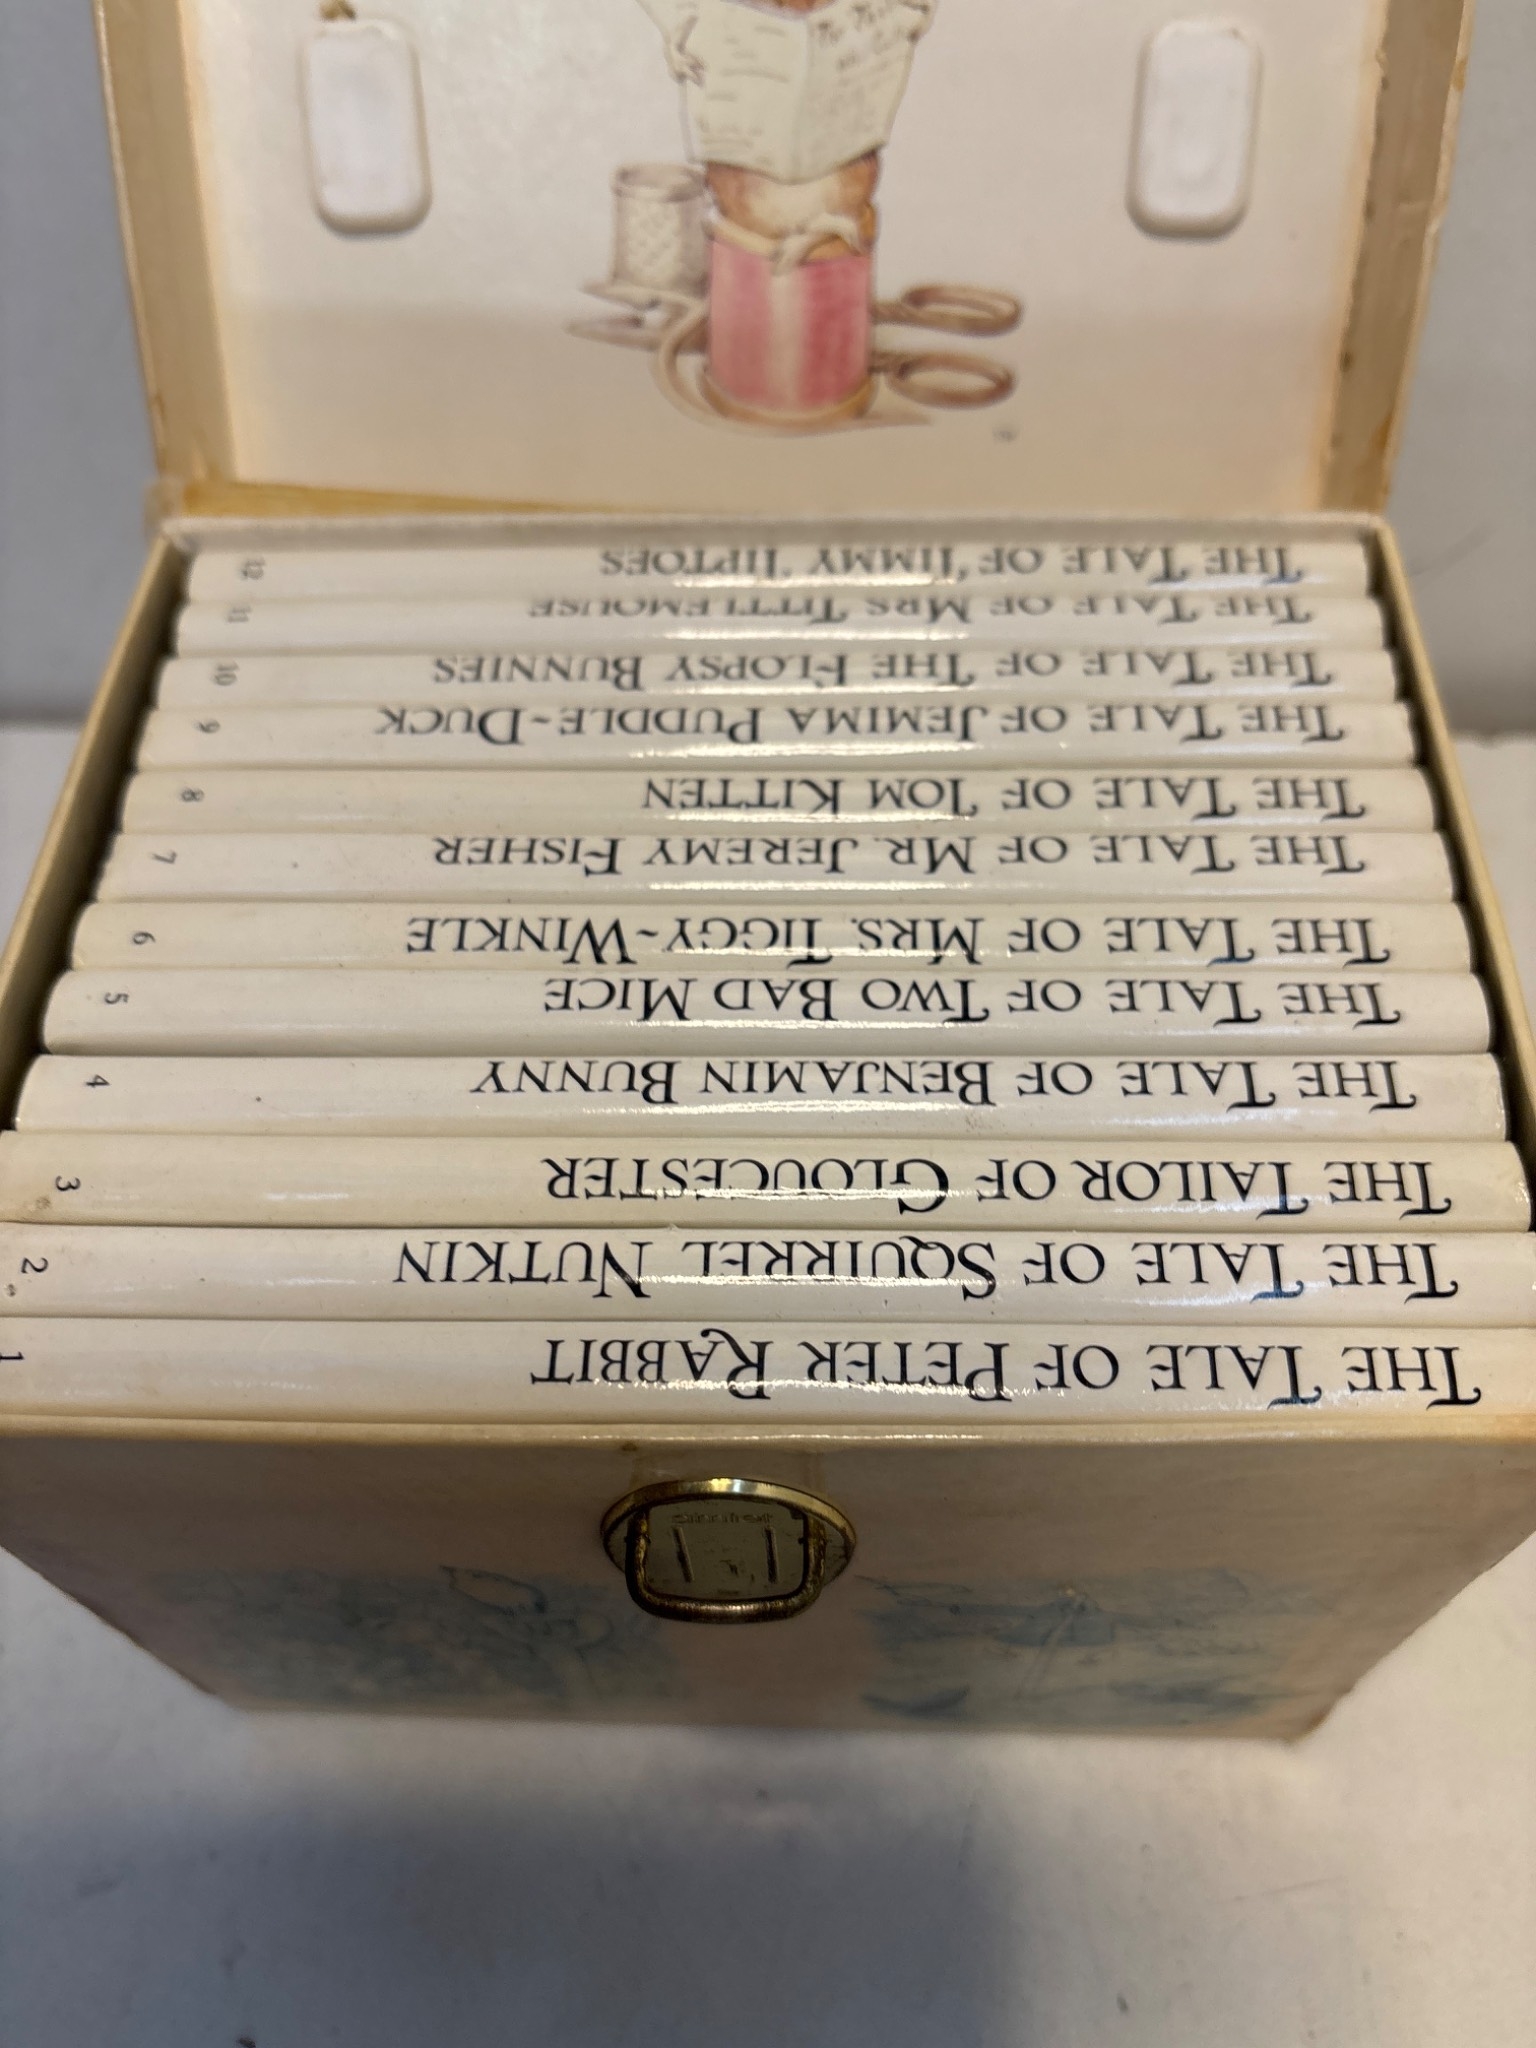 THE TALE OF PETER RABBIT 1
THE TALE OF SQUIRREL NUTKIN 2
THE TAILOR OF GLOUCESTER 3
THE TALE OF BENJAMIN BUNNY 4
THE TALE OF TWO BAD MICE 5
THE TALE OF MRS. TIGGY-WINKLE 6
THE TALE OF MR. JEREMY FISHER 7
THE TALE OF TOM KITTEN 8
THE TALE OF JEMIMA PUDDLE-DUCK 9
THE TALE OF THE FLOPSY BUNNIES 10
THE TALE OF MRS. TITTLEMOUSE 11
THE TALE OF TIMMY TIPTOES 12